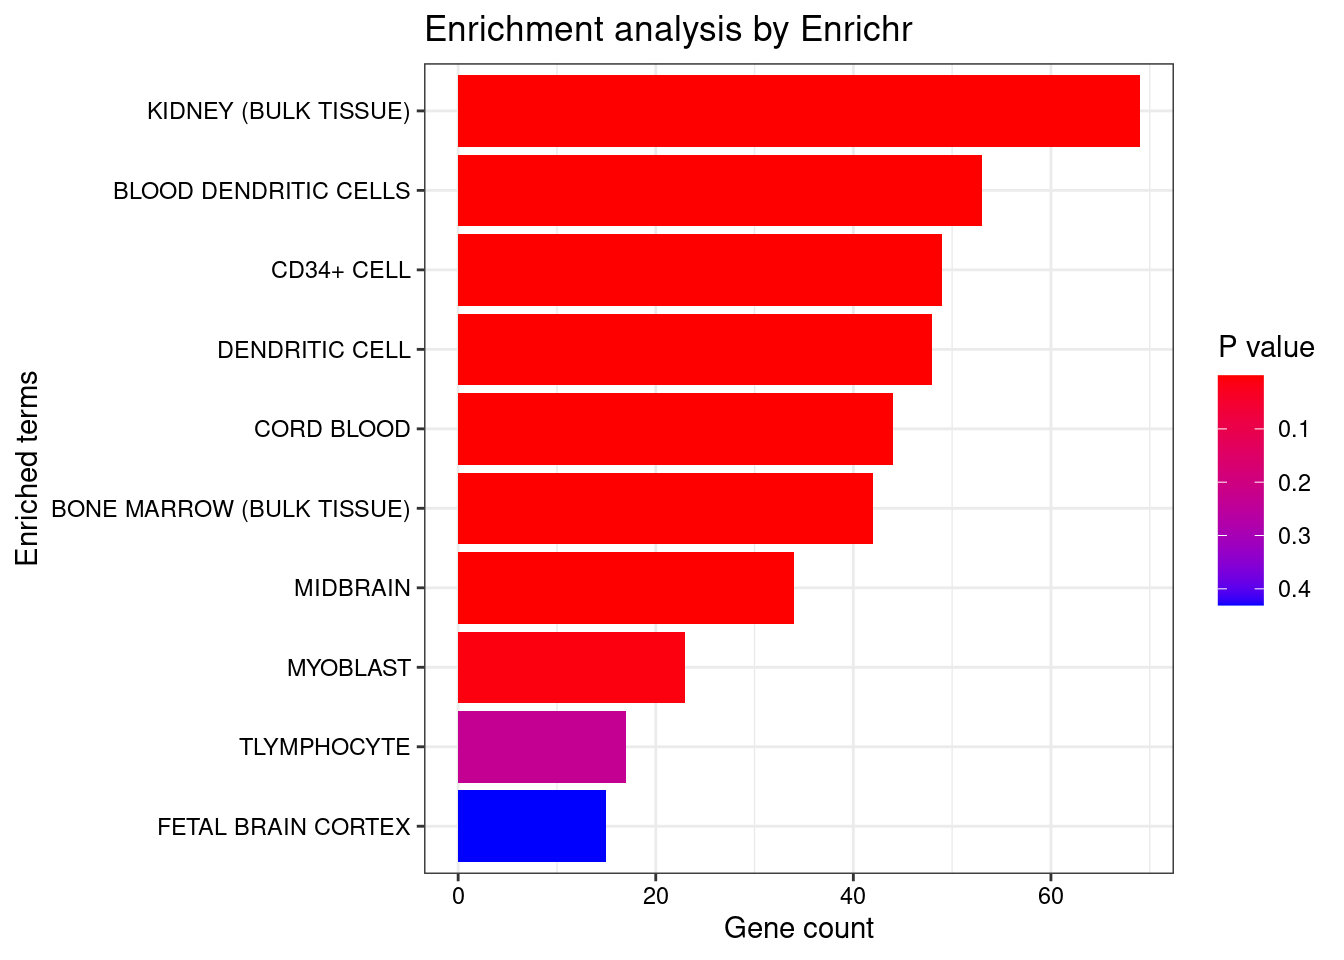 Enrichment analysis by Enrichr
Enriched terms
KIDNEY (BULK TISSUE)
BLOOD DENDRITIC CELLS
CD34+ CELL
DENDRITIC CELL
CORD BLOOD
BONE MARROW (BULK TISSUE)
MIDBRAIN
MYOBLAST
TLYMPHOCYTE
FETAL BRAIN CORTEX
0 20 40 60
Gene count
P value
0.1
0.2
0.3
0.4